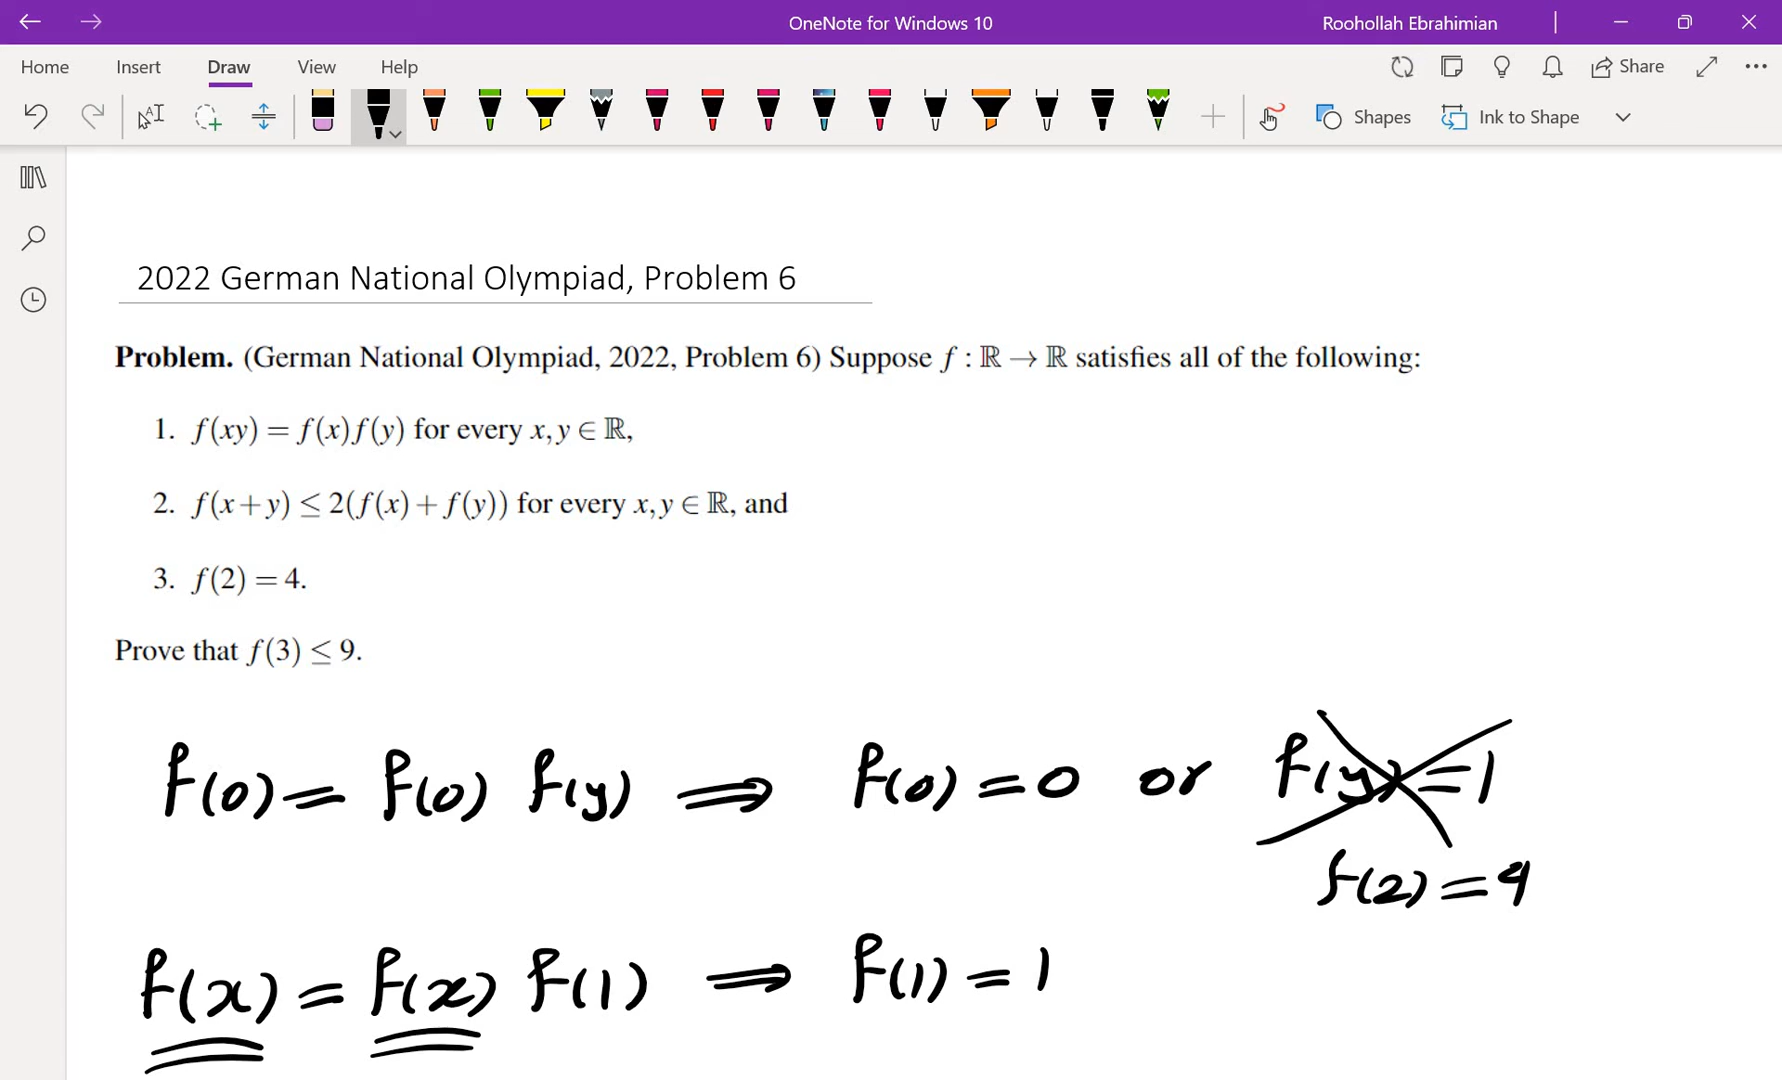 OneNote for Windows 10
Roohollah Ebrahimian
Home Insert Draw View Help
Share
Shapes Ink to Shape
2022 German National Olympiad, Problem 6
Problem. (German National Olympiad, 2022, Problem 6) Suppose f : ℝ → ℝ satisfies all of the following:
1. f(xy) = f(x)f(y) for every x, y ∈ ℝ,
2. f(x+y) ≤ 2(f(x) + f(y)) for every x, y ∈ ℝ, and
3. f(2) = 4.
Prove that f(3) ≤ 9.
f(0) = f(0) f(y) ⟹ f(0) = 0 or f(y) = 1
f(2) = 4
f(x) = f(x) f(1) ⟹ f(1) = 1